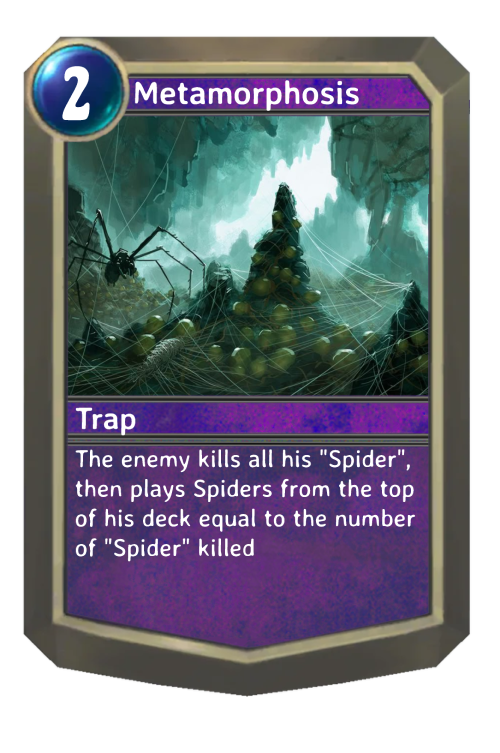 2
Metamorphosis
Trap
The enemy kills all his "Spider",
then plays Spiders from the top
of his deck equal to the number
of "Spider" killed